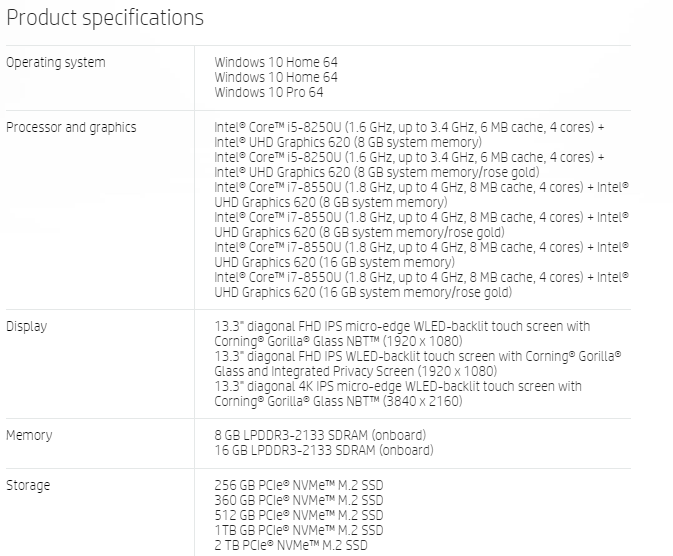 Product specifications
Operating system
Windows 10 Home 64
Windows 10 Home 64
Windows 10 Pro 64
Processor and graphics
Intel® Core™ i5-8250U (1.6 GHz, up to 3.4 GHz, 6 MB cache, 4 cores) +
Intel® UHD Graphics 620 (8 GB system memory)
Intel® Core™ i5-8250U (1.6 GHz, up to 3.4 GHz, 6 MB cache, 4 cores) +
Intel® UHD Graphics 620 (8 GB system memory/rose gold)
Intel® Core™ i7-8550U (1.8 GHz, up to 4 GHz, 8 MB cache, 4 cores) + Intel®
UHD Graphics 620 (8 GB system memory)
Intel® Core™ i7-8550U (1.8 GHz, up to 4 GHz, 8 MB cache, 4 cores) + Intel®
UHD Graphics 620 (8 GB system memory/rose gold)
Intel® Core™ i7-8550U (1.8 GHz, up to 4 GHz, 8 MB cache, 4 cores) + Intel®
UHD Graphics 620 (16 GB system memory)
Intel® Core™ i7-8550U (1.8 GHz, up to 4 GHz, 8 MB cache, 4 cores) + Intel®
UHD Graphics 620 (16 GB system memory/rose gold)
Display
13.3" diagonal FHD IPS micro-edge WLED-backlit touch screen with
Corning® Gorilla® Glass NBT™ (1920 x 1080)
13.3" diagonal FHD IPS WLED-backlit touch screen with Corning® Gorilla®
Glass and Integrated Privacy Screen (1920 x 1080)
13.3" diagonal 4K IPS micro-edge WLED-backlit touch screen with
Corning® Gorilla® Glass NBT™ (3840 x 2160)
Memory
8 GB LPDDR3-2133 SDRAM (onboard)
16 GB LPDDR3-2133 SDRAM (onboard)
Storage
256 GB PCIe® NVMe™ M.2 SSD
360 GB PCIe® NVMe™ M.2 SSD
512 GB PCIe® NVMe™ M.2 SSD
1TB GB PCIe® NVMe™ M.2 SSD
2 TB PCIe® NVMe™ M.2 SSD